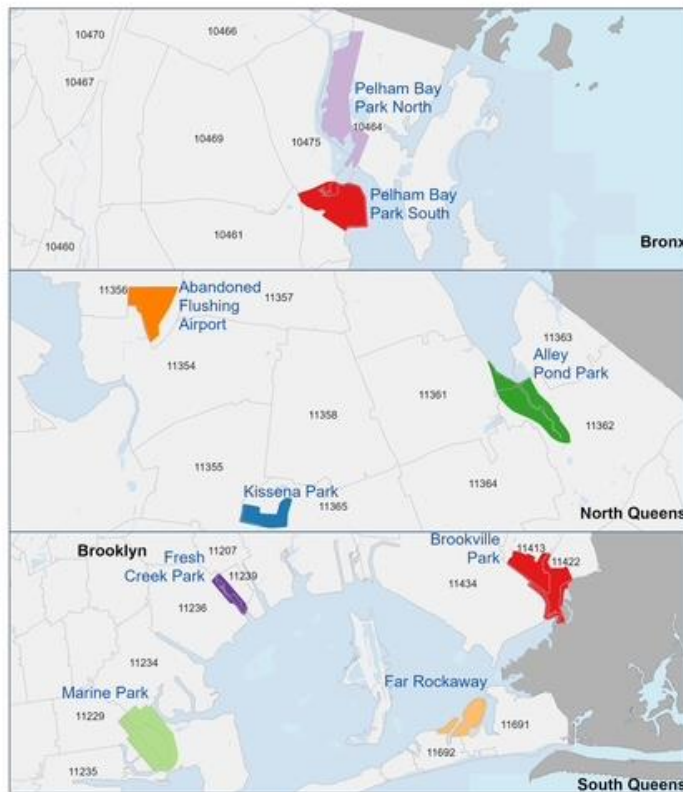 10470
10466
10467
Pelham Bay
Park North
10464
10469
10475
Pelham Bay
Park South
10461
10460
Bronx
11356
Abandoned
Flushing
Airport
11357
11363
Alley
Pond Park
11354
11361
11358
11362
11355
11364
Kissena Park
11365
North Queens
Brooklyn
11207
Fresh
Creek Park
11239
Brookville
Park
11413
11422
11434
11236
11234
Marine Park
Far Rockaway
11229
11691
11692
11235
South Queens